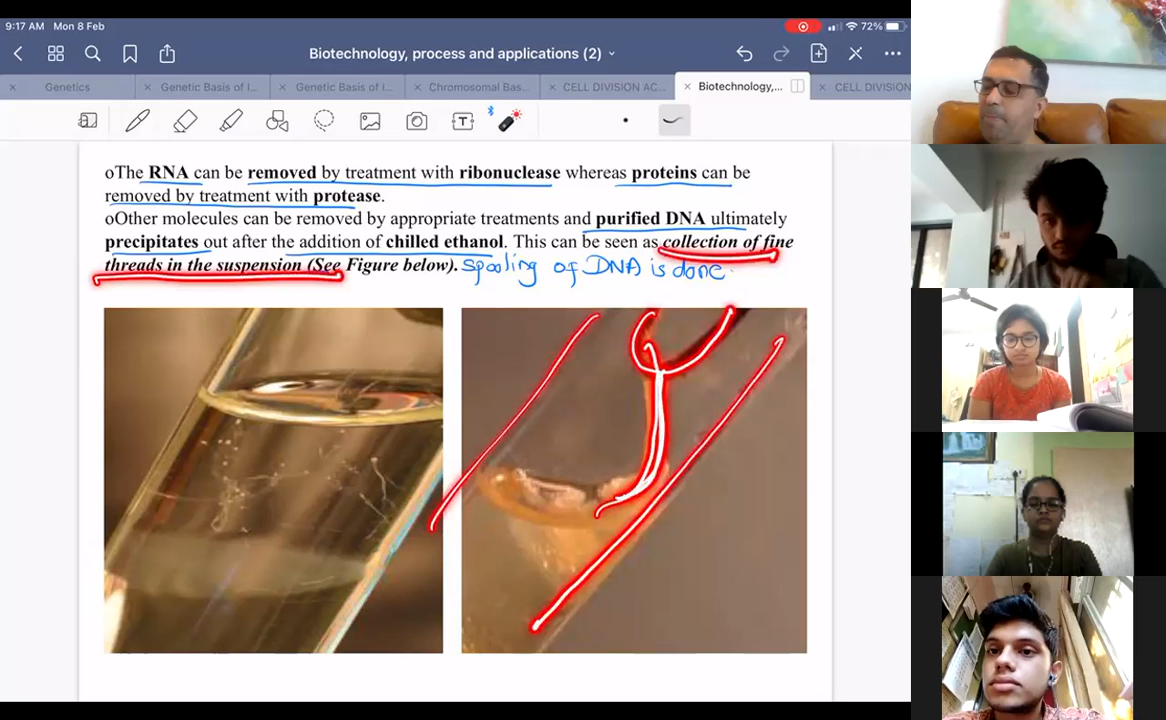 9:17 AM Mon 8 Feb
72%
Biotechnology, process and applications (2)
Genetics
Genetic Basis of I...
Genetic Basis of I...
Chromosomal Bas...
CELL DIVISION AC...
Biotechnology,...
CELL DIVISION
oThe RNA can be removed by treatment with ribonuclease whereas proteins can be
removed by treatment with protease.
oOther molecules can be removed by appropriate treatments and purified DNA ultimately
precipitates out after the addition of chilled ethanol. This can be seen as collection of fine
threads in the suspension (See Figure below). spooling of DNA is done.